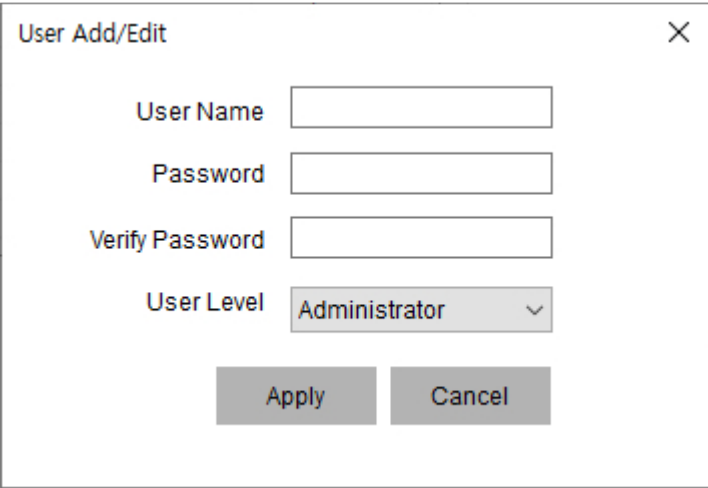 User Add/Edit
User Name
Password
Verify Password
User Level Administrator
Apply Cancel